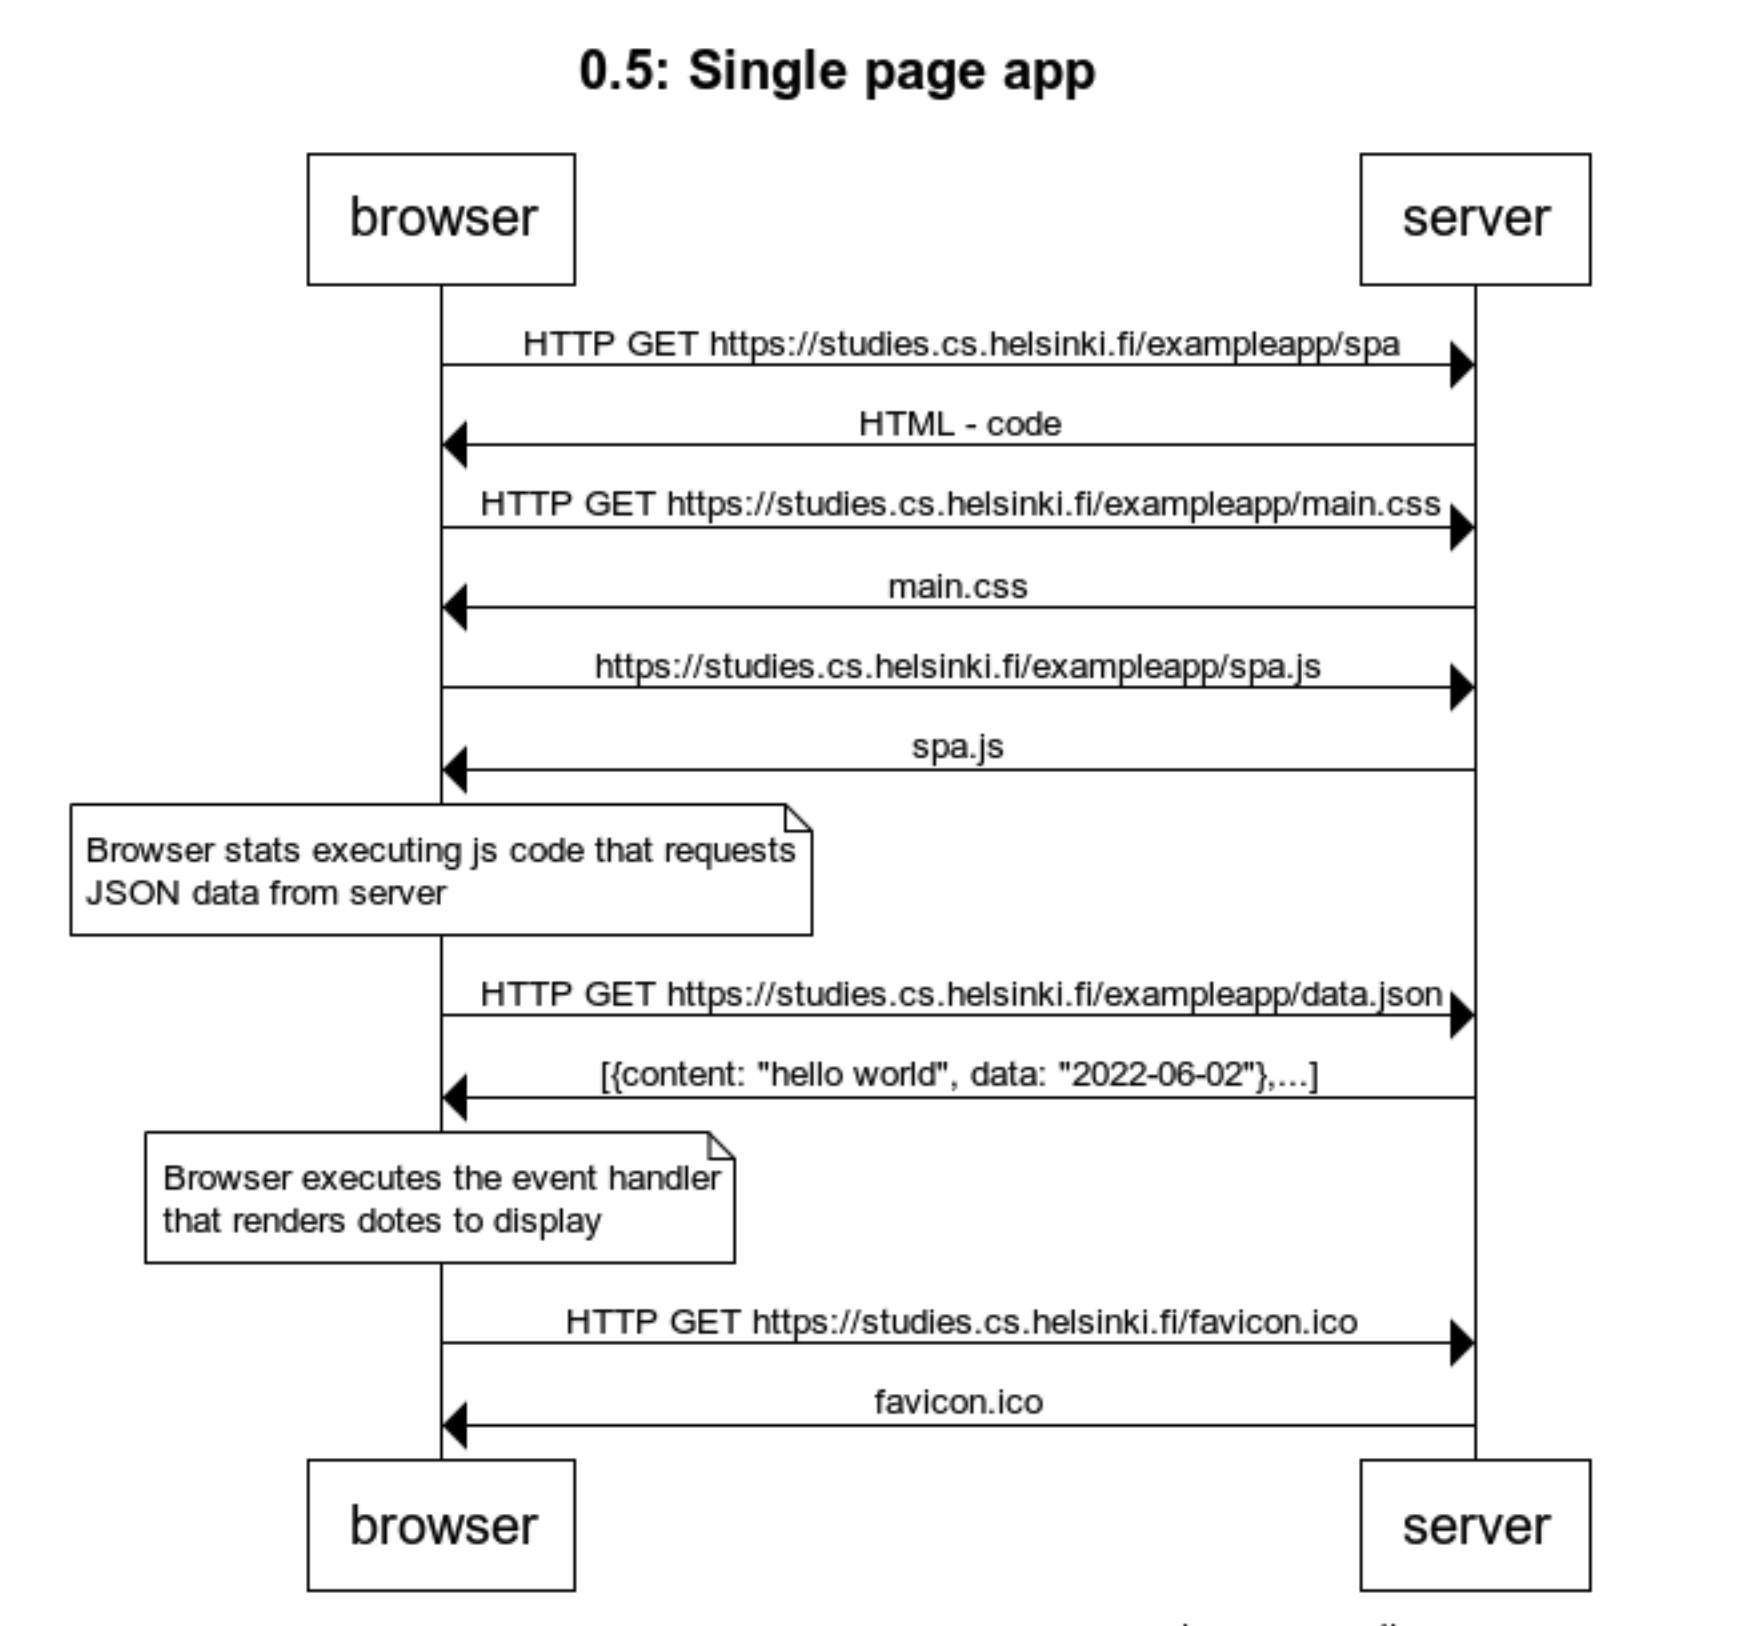 0.5: Single page app
browser
server
HTTP GET https://studies.cs.helsinki.fi/exampleapp/spa
HTML - code
HTTP GET https://studies.cs.helsinki.fi/exampleapp/main.css
main.css
https://studies.cs.helsinki.fi/exampleapp/spa.js
spa.js
Browser stats executing js code that requests
JSON data from server
HTTP GET https://studies.cs.helsinki.fi/exampleapp/data.json
[{content: "hello world", data: "2022-06-02"},...]
Browser executes the event handler
that renders dotes to display
HTTP GET https://studies.cs.helsinki.fi/favicon.ico
favicon.ico
browser
server